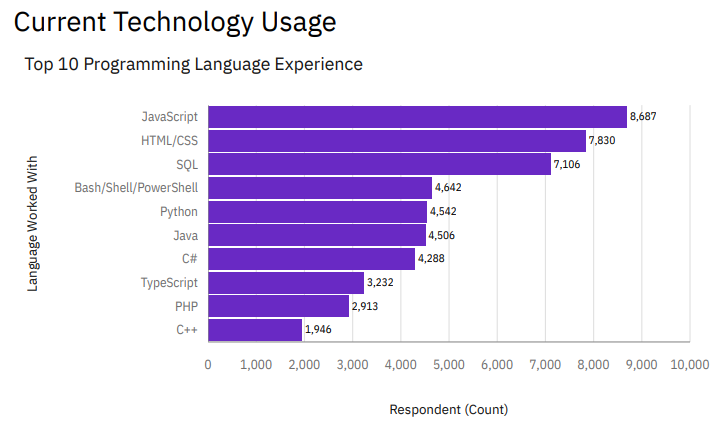 Current Technology Usage
Top 10 Programming Language Experience
Language Worked With
JavaScript 8,687
HTML/CSS 7,830
SQL 7,106
Bash/Shell/PowerShell 4,642
Python 4,542
Java 4,506
C# 4,288
TypeScript 3,232
PHP 2,913
C++ 1,946
0 1,000 2,000 3,000 4,000 5,000 6,000 7,000 8,000 9,000 10,000
Respondent (Count)